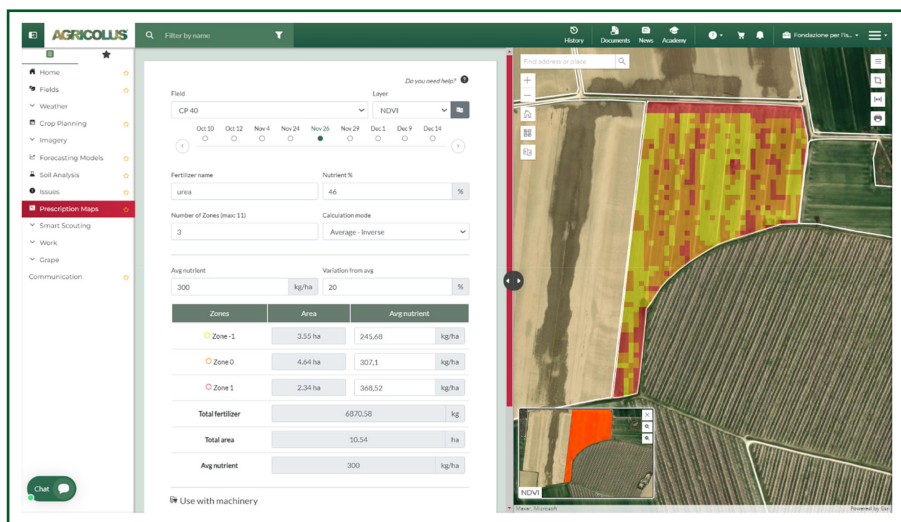 AGRICOLUS
Filter by name
History
Documents
News
Academy
Fondazione per l'Is...
Home
Fields
Weather
Crop Planning
Imagery
Forecasting Models
Soil Analysis
Issues
Prescription Maps
Smart Scouting
Work
Grape
Communication
Chat
Do you need help?
Field
Layer
CP 40
NDVI
Oct 10 Oct 12 Nov 4 Nov 24 Nov 26 Nov 29 Dec 1 Dec 9 Dec 14
Fertilizer name
Nutrient %
urea
46 %
Number of Zones (max: 11)
Calculation mode
3
Average - Inverse
Avg nutrient
Variation from avg
300 kg/ha
20 %
Zones Area Avg nutrient
Zone -1 3.55 ha 245,68 kg/ha
Zone 0 4.64 ha 307,1 kg/ha
Zone 1 2.34 ha 368,52 kg/ha
Total fertilizer 6870.58 kg
Total area 10.54 ha
Avg nutrient 300 kg/ha
Use with machinery
Find address or place
NDVI
Microsoft
Powered by Esri